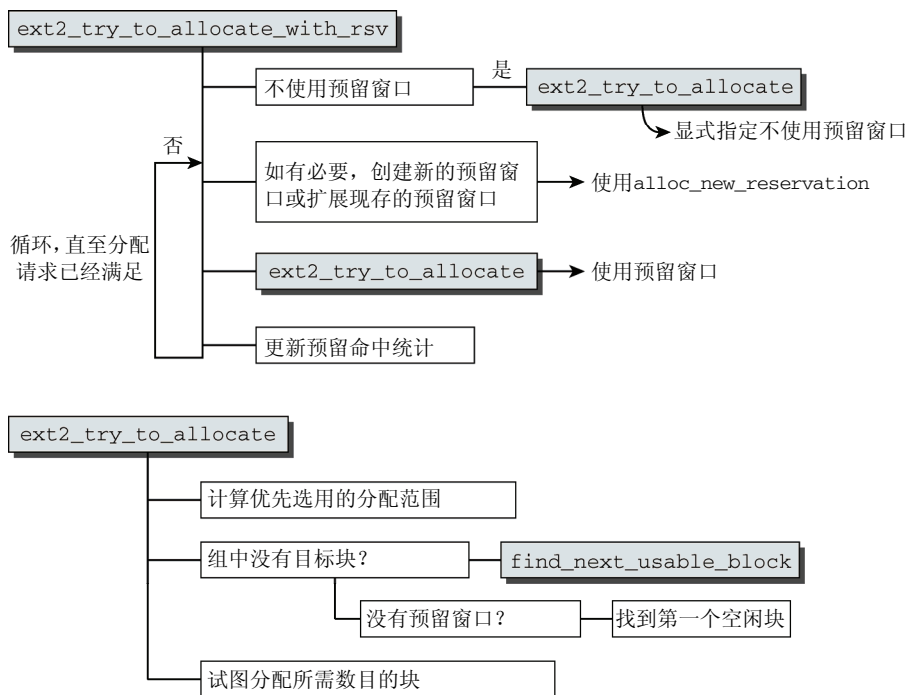 ext2_try_to_allocate_with_rsv
不使用预留窗口
是
ext2_try_to_allocate
显式指定不使用预留窗口
否
如有必要，创建新的预留窗
口或扩展现存的预留窗口
使用alloc_new_reservation
循环，直至分配
请求已经满足
ext2_try_to_allocate
使用预留窗口
更新预留命中统计
ext2_try_to_allocate
计算优先选用的分配范围
组中没有目标块？
find_next_usable_block
没有预留窗口？
找到第一个空闲块
试图分配所需数目的块